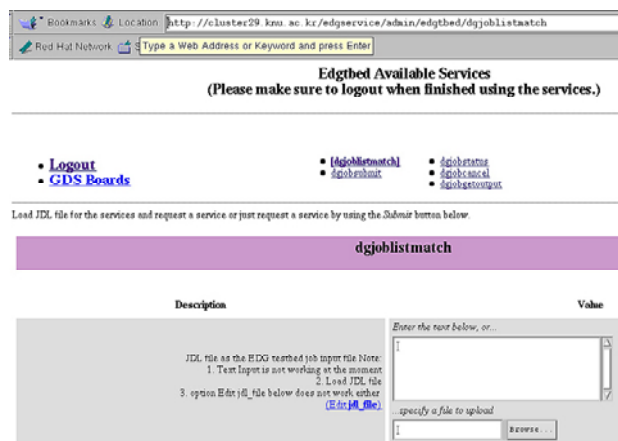 Bookmarks Location http://cluster29.knu.ac.kr/edgservice/admin/edgtbed/dgjoblistmatch
Red Hat Network S Type a Web Address or Keyword and press Enter
Edgtbed Available Services
(Please make sure to logout when finished using the services.)
Logout
GDS Boards
[dgjoblistmatch]
dgjobsubmit
dgjobstatus
dgjobcancel
dgjobgetoutput
Load JDL file for the services and request a service or just request a service by using the Submit button below.
dgjoblistmatch
Description Value
JDL file as the EDG testbed job input file Note:
1. Text Input is not working at the moment
2. Load JDL file
3. option Edit jdl_file below does not work either
(Edit jdl_file)
Enter the text below, or...
...specify a file to upload
Browse...